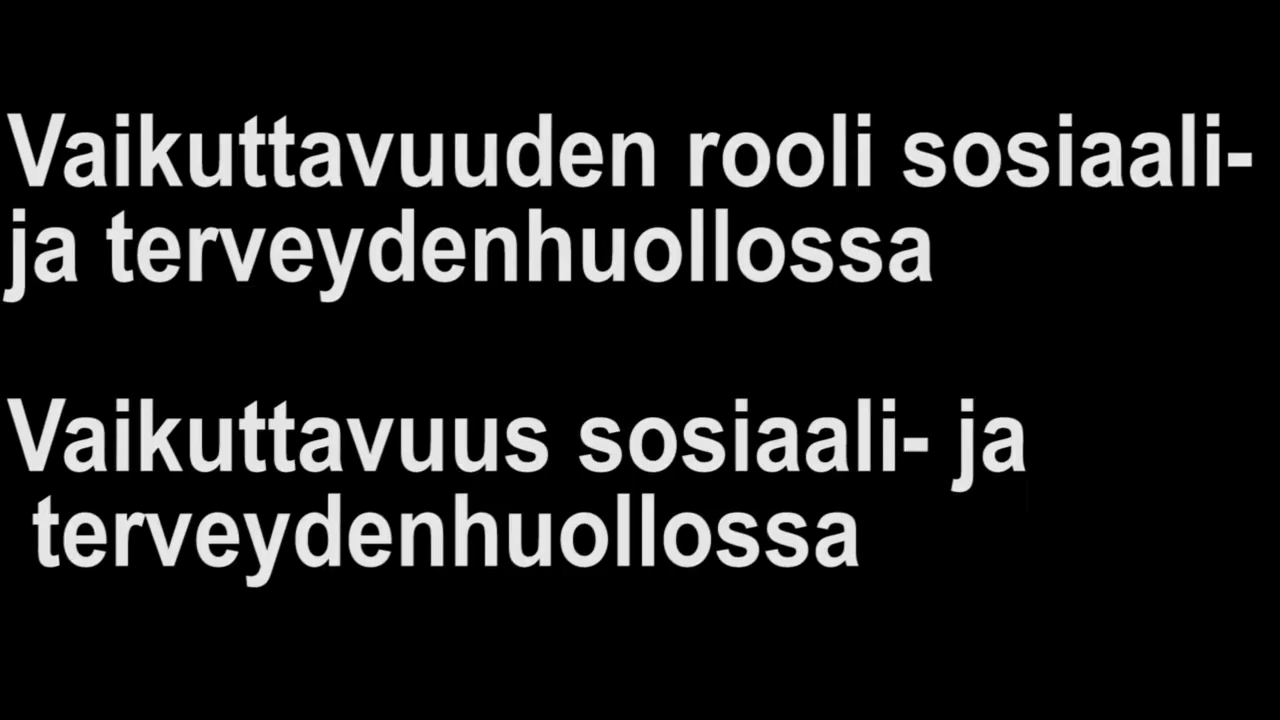 Vaikuttavuuden rooli sosiaali-
ja terveydenhuollossa
Vaikuttavuus sosiaali- ja
terveydenhuollossa